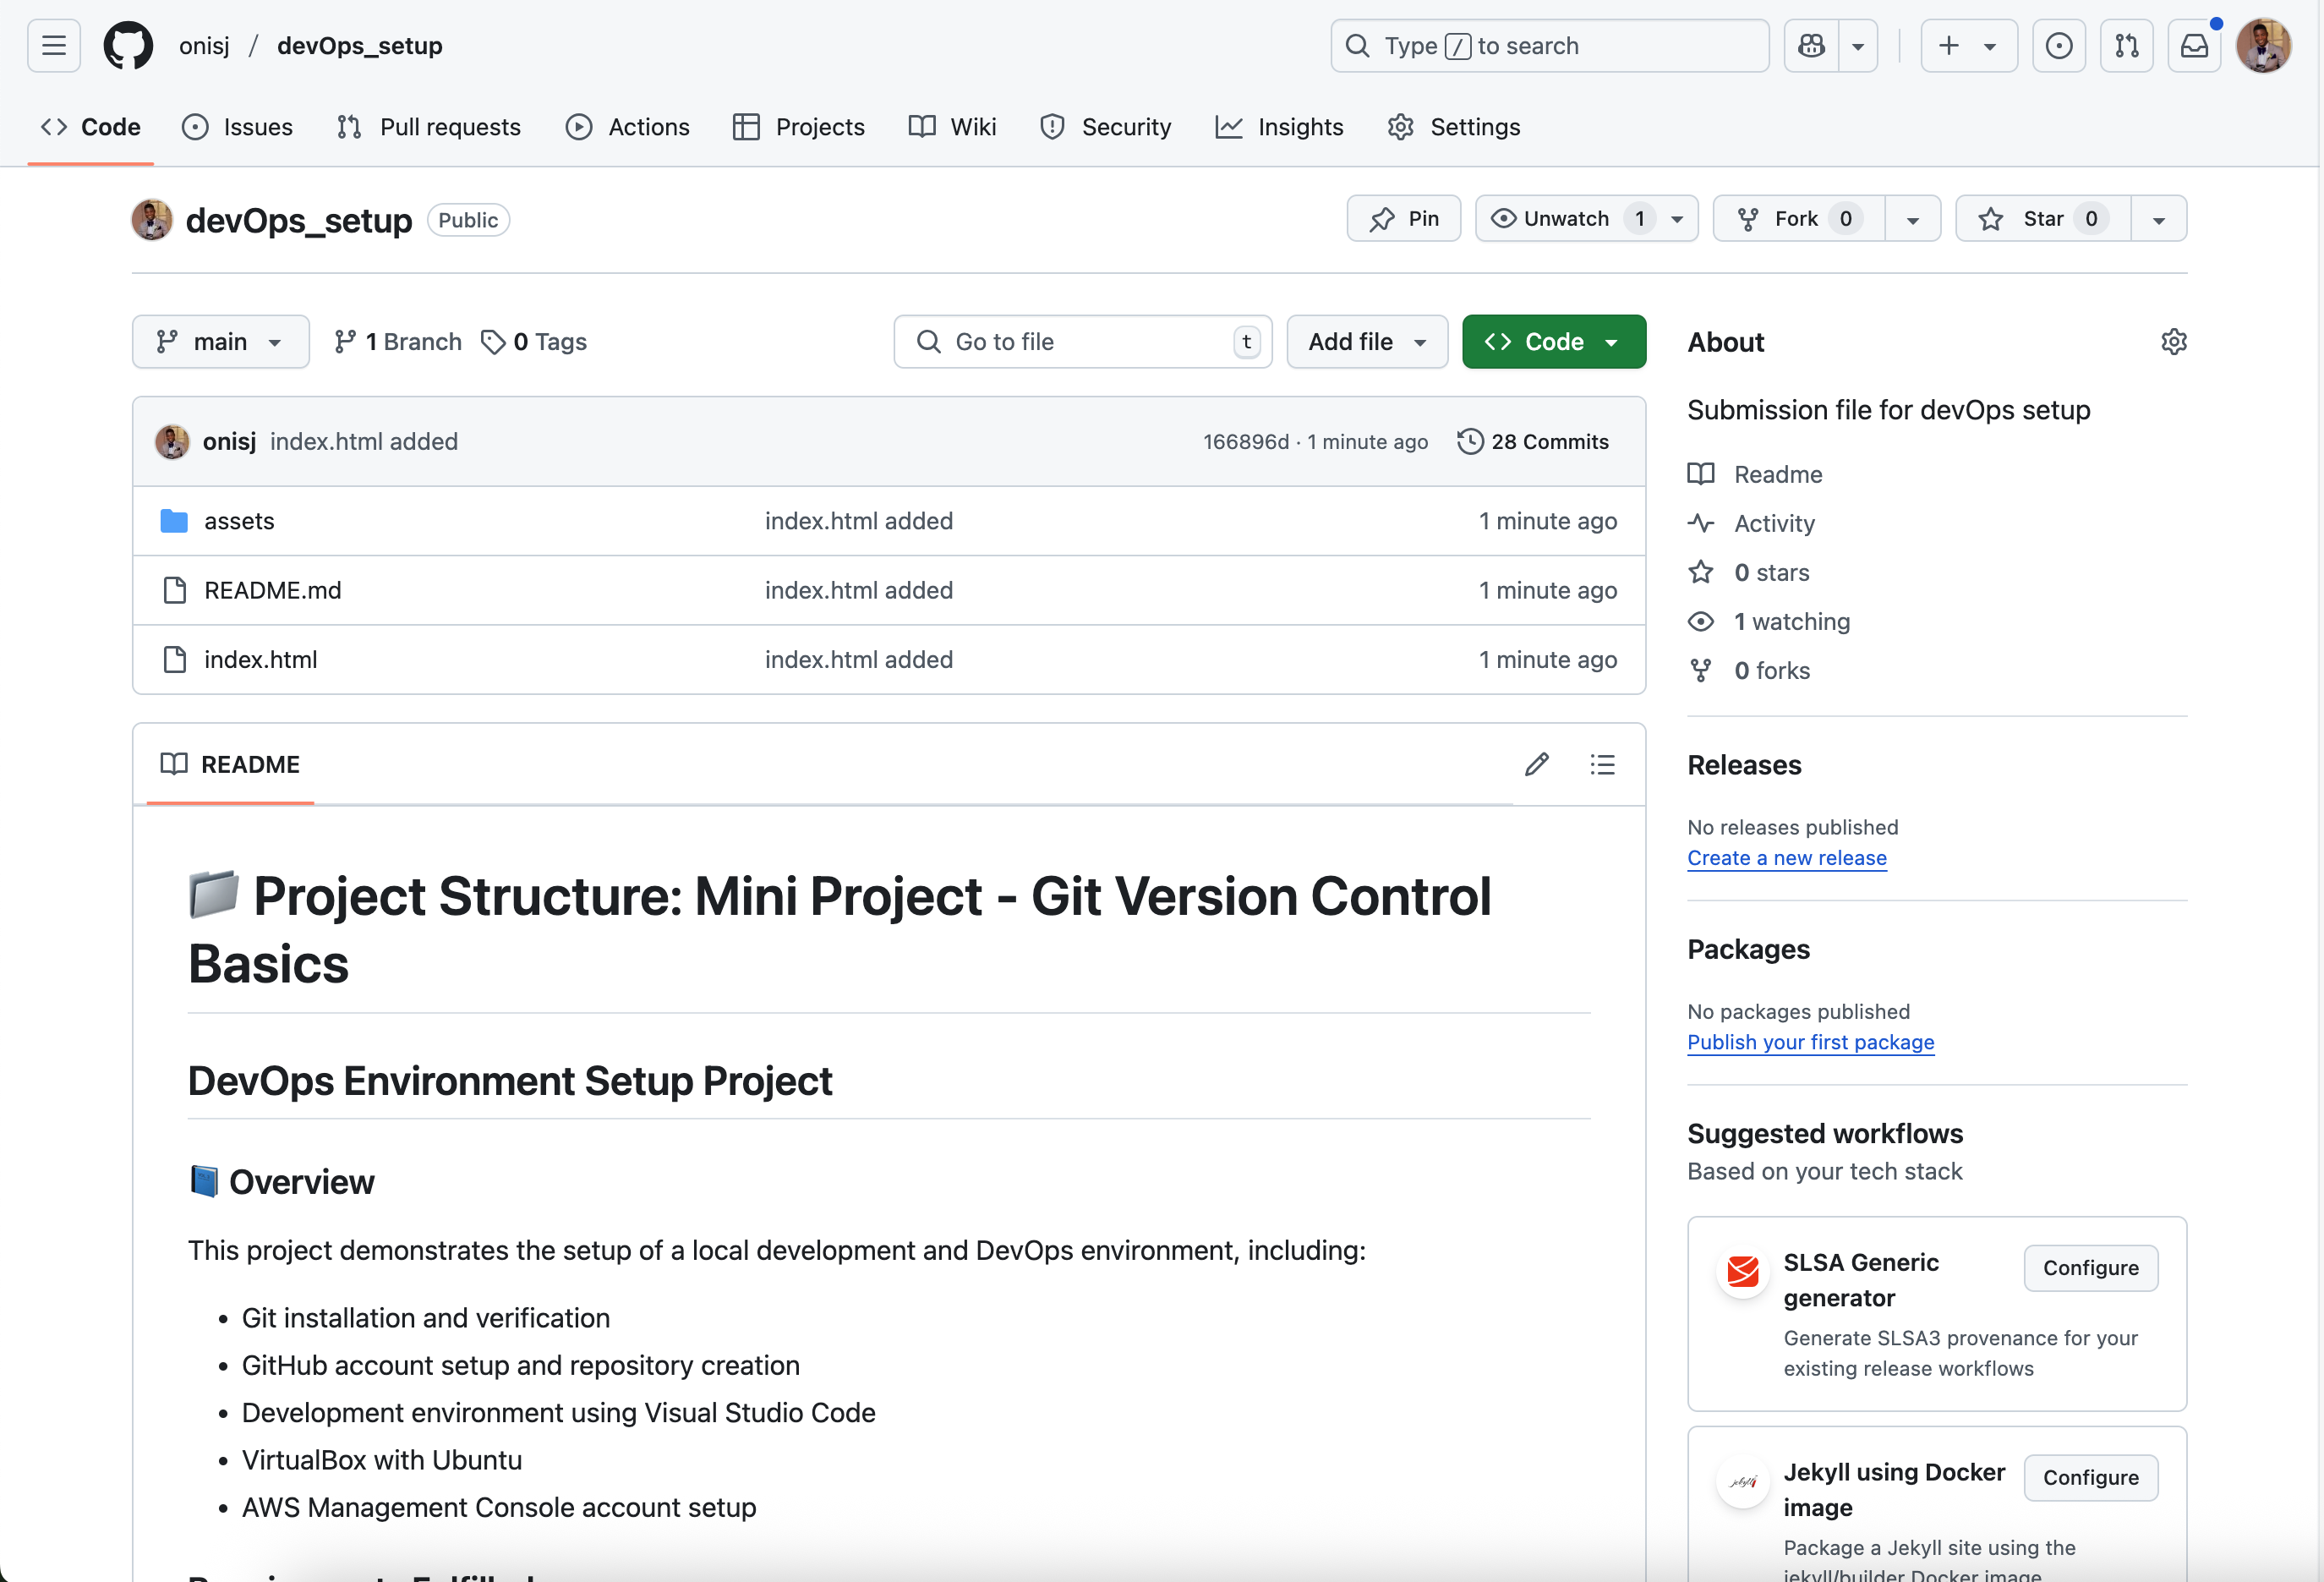 onisj / devOps_setup
Type / to search
Code
Issues
Pull requests
Actions
Projects
Wiki
Security
Insights
Settings
devOps_setup Public
Pin
Unwatch 1
Fork 0
Star 0
main
1 Branch
0 Tags
Go to file t
Add file
Code
onisj index.html added 166896d · 1 minute ago 28 Commits
assets index.html added 1 minute ago
README.md index.html added 1 minute ago
index.html index.html added 1 minute ago
README
Project Structure: Mini Project - Git Version Control
Basics
DevOps Environment Setup Project
Overview
This project demonstrates the setup of a local development and DevOps environment, including:
• Git installation and verification
• GitHub account setup and repository creation
• Development environment using Visual Studio Code
• VirtualBox with Ubuntu
• AWS Management Console account setup
About
Submission file for devOps setup
Readme
Activity
0 stars
1 watching
0 forks
Releases
No releases published
Create a new release
Packages
No packages published
Publish your first package
Suggested workflows
Based on your tech stack
SLSA Generic
generator
Configure
Generate SLSA3 provenance for your
existing release workflows
Jekyll using Docker
image
Configure
Package a Jekyll site using the
jekyll/builder Docker image